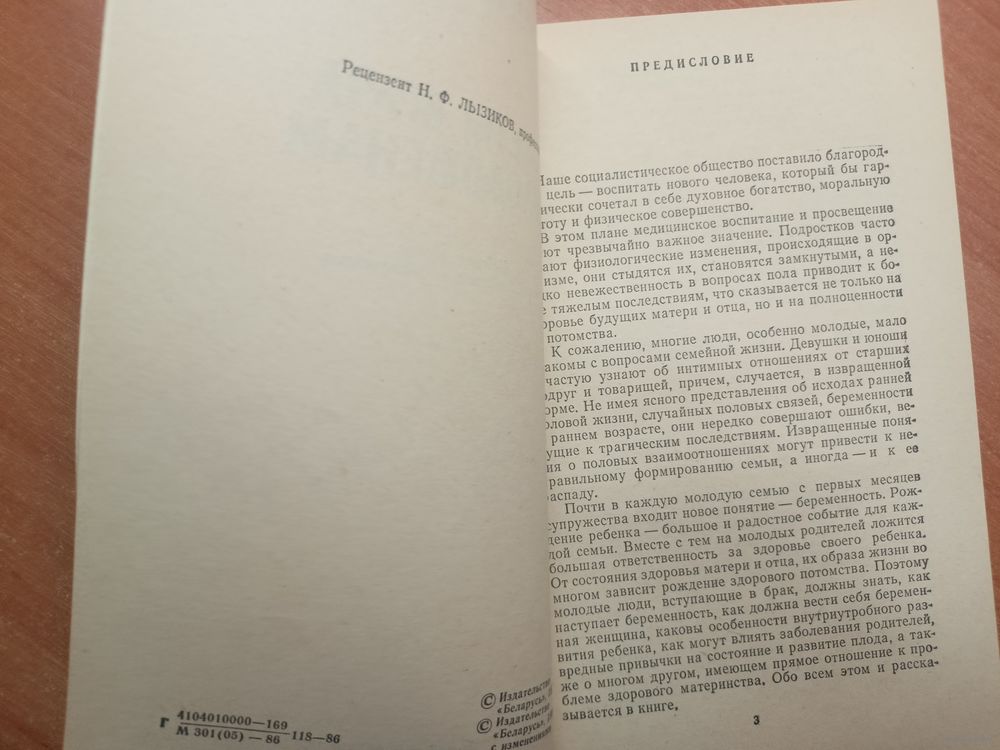 Рецензент Н. Ф. ЛЫЗИКОВ,
Г 4104010000—169
М 301(05) — 86 118—86
© Издательство
«Беларусь»,
© Издательство
«Беларусь»,
с изменениями
ПРЕДИСЛОВИЕ
Наше социалистическое общество поставило благород-
цель — воспитать нового человека, который бы гар-
ически сочетал в себе духовное богатство, моральную
тоту и физическое совершенство.
В этом плане медицинское воспитание и просвещение
ют чрезвычайно важное значение. Подростков часто
ают физиологические изменения, происходящие в ор-
изме, они стыдятся их, становятся замкнутыми, а не-
дко невежественность в вопросах пола приводит к бо-
е тяжелым последствиям, что сказывается не только на
оровье будущих матери и отца, но и на полноценности
потомства.
К сожалению, многие люди, особенно молодые, мало
акомы с вопросами семейной жизни. Девушки и юноши
частую узнают об интимных отношениях от старших
одруг и товарищей, причем, случается, в извращенной
орме. Не имея ясного представления об исходах ранней
оловой жизни, случайных половых связей, беременности
раннем возрасте, они нередко совершают ошибки, ве-
ущие к трагическим последствиям. Извращенные поня-
ия о половых взаимоотношениях могут привести к не-
равильному формированию семьи, а иногда — и к ее
аспаду.
Почти в каждую молодую семью с первых месяцев
супружества входит новое понятие — беременность. Рож-
дение ребенка — большое и радостное событие для каж-
дой семьи. Вместе с тем на молодых родителей ложится
большая ответственность за здоровье своего ребенка.
От состояния здоровья матери и отца, их образа жизни во
многом зависит рождение здорового потомства. Поэтому
молодые люди, вступающие в брак, должны знать, как
наступает беременность, как должна вести себя беремен-
ная женщина, каковы особенности внутриутробного раз-
вития ребенка, как могут влиять заболевания родителей,
вредные привычки на состояние и развитие плода, а так-
же о многом другом, имеющем прямое отношение к про-
блеме здорового материнства. Обо всем этом и расска-
зывается в книге.
3